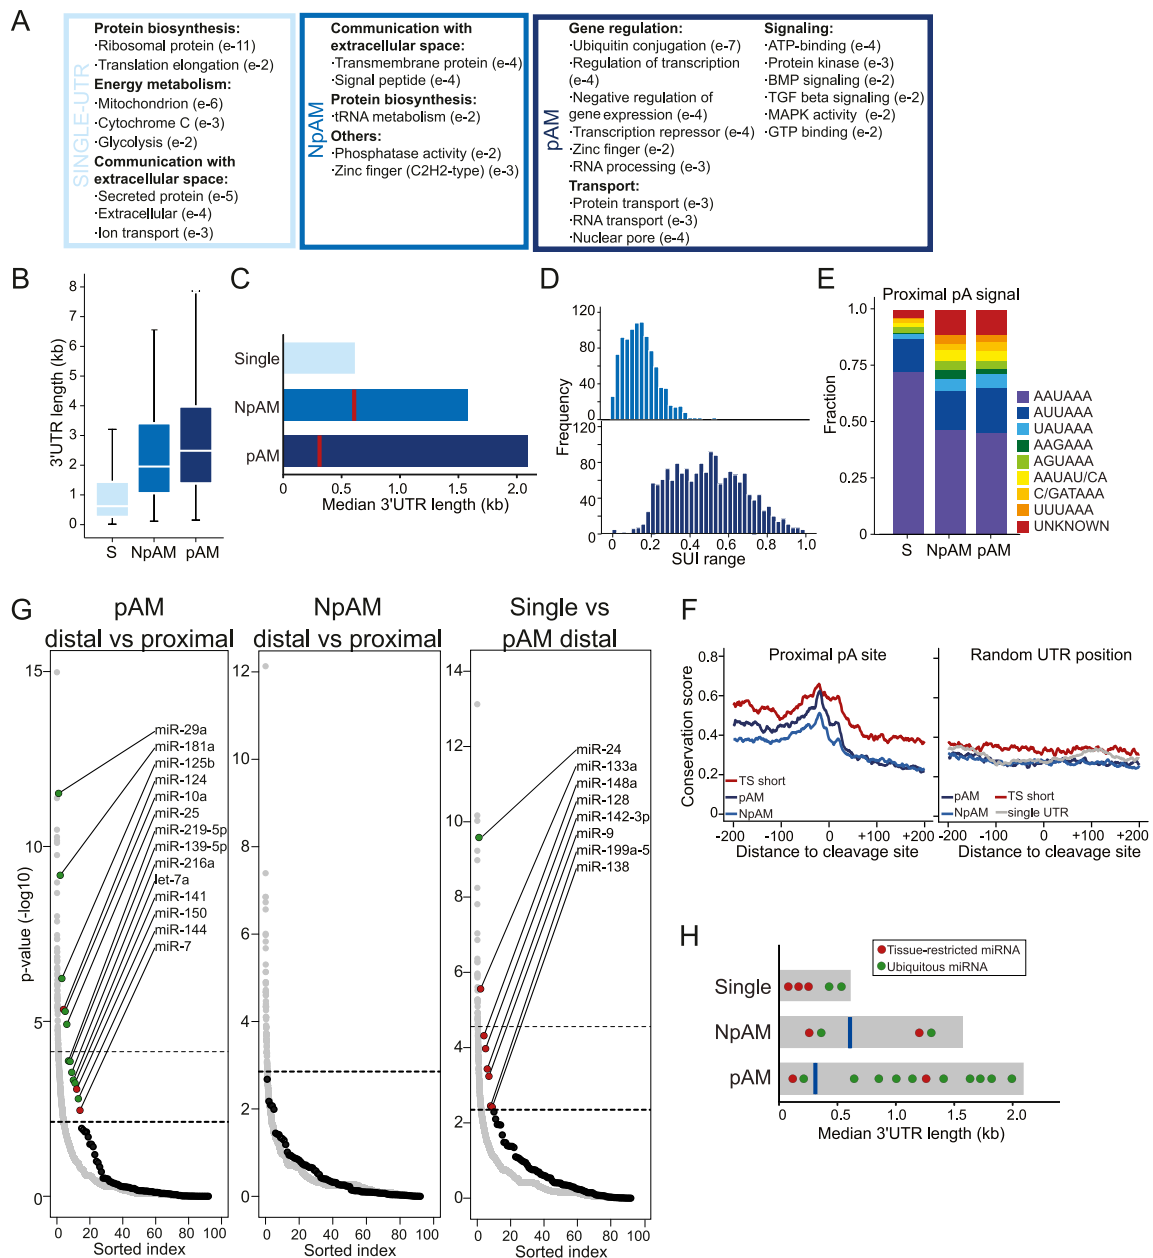 A
SINGLE-UTR
Protein biosynthesis:
·Ribosomal protein (e-11)
·Translation elongation (e-2)
Energy metabolism:
·Mitochondrion (e-6)
·Cytochrome C (e-3)
·Glycolysis (e-2)
Communication with
extracellular space:
·Secreted protein (e-5)
·Extracellular (e-4)
·Ion transport (e-3)
NpAM
Communication with
extracellular space:
·Transmembrane protein (e-4)
·Signal peptide (e-4)
Protein biosynthesis:
·tRNA metabolism (e-2)
Others:
·Phosphatase activity (e-2)
·Zinc finger (C2H2-type) (e-3)
pAM
Gene regulation:
·Ubiquitin conjugation (e-7)
·Regulation of transcription
(e-4)
·Negative regulation of
gene expression (e-4)
·Transcription repressor (e-4)
·Zinc finger (e-2)
·RNA processing (e-3)
Transport:
·Protein transport (e-3)
·RNA transport (e-3)
·Nuclear pore (e-4)
Signaling:
·ATP-binding (e-4)
·Protein kinase (e-3)
·BMP signaling (e-2)
·TGF beta signaling (e-2)
·MAPK activity (e-2)
·GTP binding (e-2)
B
3'UTR length (kb)
8
7
6
5
4
3
2
1
0
S NpAM pAM
C
Single
NpAM
pAM
0 0.5 1.0 1.5 2.0
Median 3'UTR length (kb)
D
Frequency
120
80
40
0
120
80
40
0
0 0.2 0.4 0.6 0.8 1.0
SUI range
E
Proximal pA signal
Fraction
1.0
0.75
0.50
0.25
0
S NpAM pAM
AAUAAA
AUUAAA
UAUAAA
AAGAAA
AGUAAA
AAUAU/CA
C/GATAAA
UUUAAA
UNKNOWN
F
Conservation score
Proximal pA site
0.8
0.6
0.4
0.2
0
TS short
pAM
NpAM
-200 -100 0 +100 +200
Distance to cleavage site
Random UTR position
pAM TS short
NpAM single UTR
-200 -100 0 +100 +200
Distance to cleavage site
G
pAM
distal vs proximal
p-value (-log10)
15
10
5
0
miR-29a
miR-181a
miR-125b
miR-124
miR-10a
miR-25
miR-219-5p
miR-139-5p
miR-216a
let-7a
miR-141
miR-150
miR-144
miR-7
0 20 40 60 80 100
Sorted index
NpAM
distal vs proximal
12
10
8
6
4
2
0
0 20 40 60 80 100
Sorted index
Single vs
pAM distal
14
12
10
8
6
4
2
0
miR-24
miR-133a
miR-148a
miR-128
miR-142-3p
miR-9
miR-199a-5
miR-138
0 20 40 60 80 100
Sorted index
H
Tissue-restricted miRNA
Ubiquitous miRNA
Single
NpAM
pAM
0 0.5 1.0 1.5 2.0
Median 3'UTR length (kb)